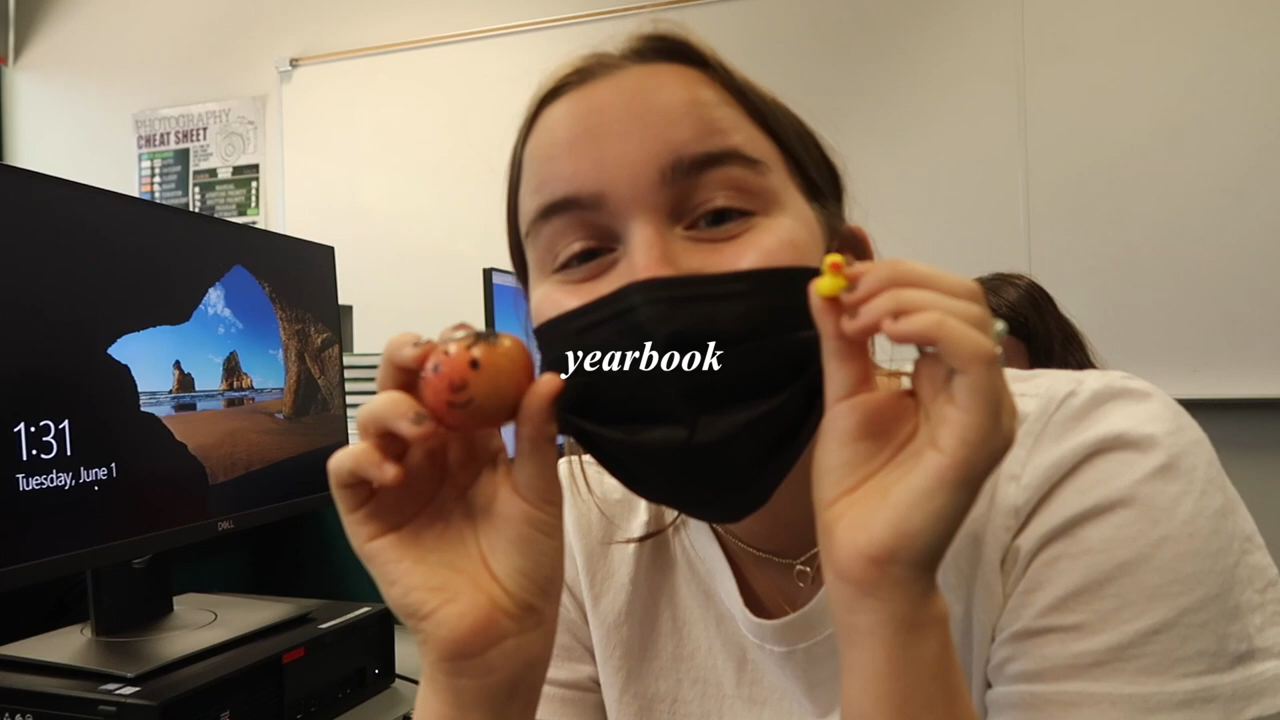 PHOTOGRAPHY
CHEAT SHEET
yearbook
1:31
Tuesday, June 1
DELL